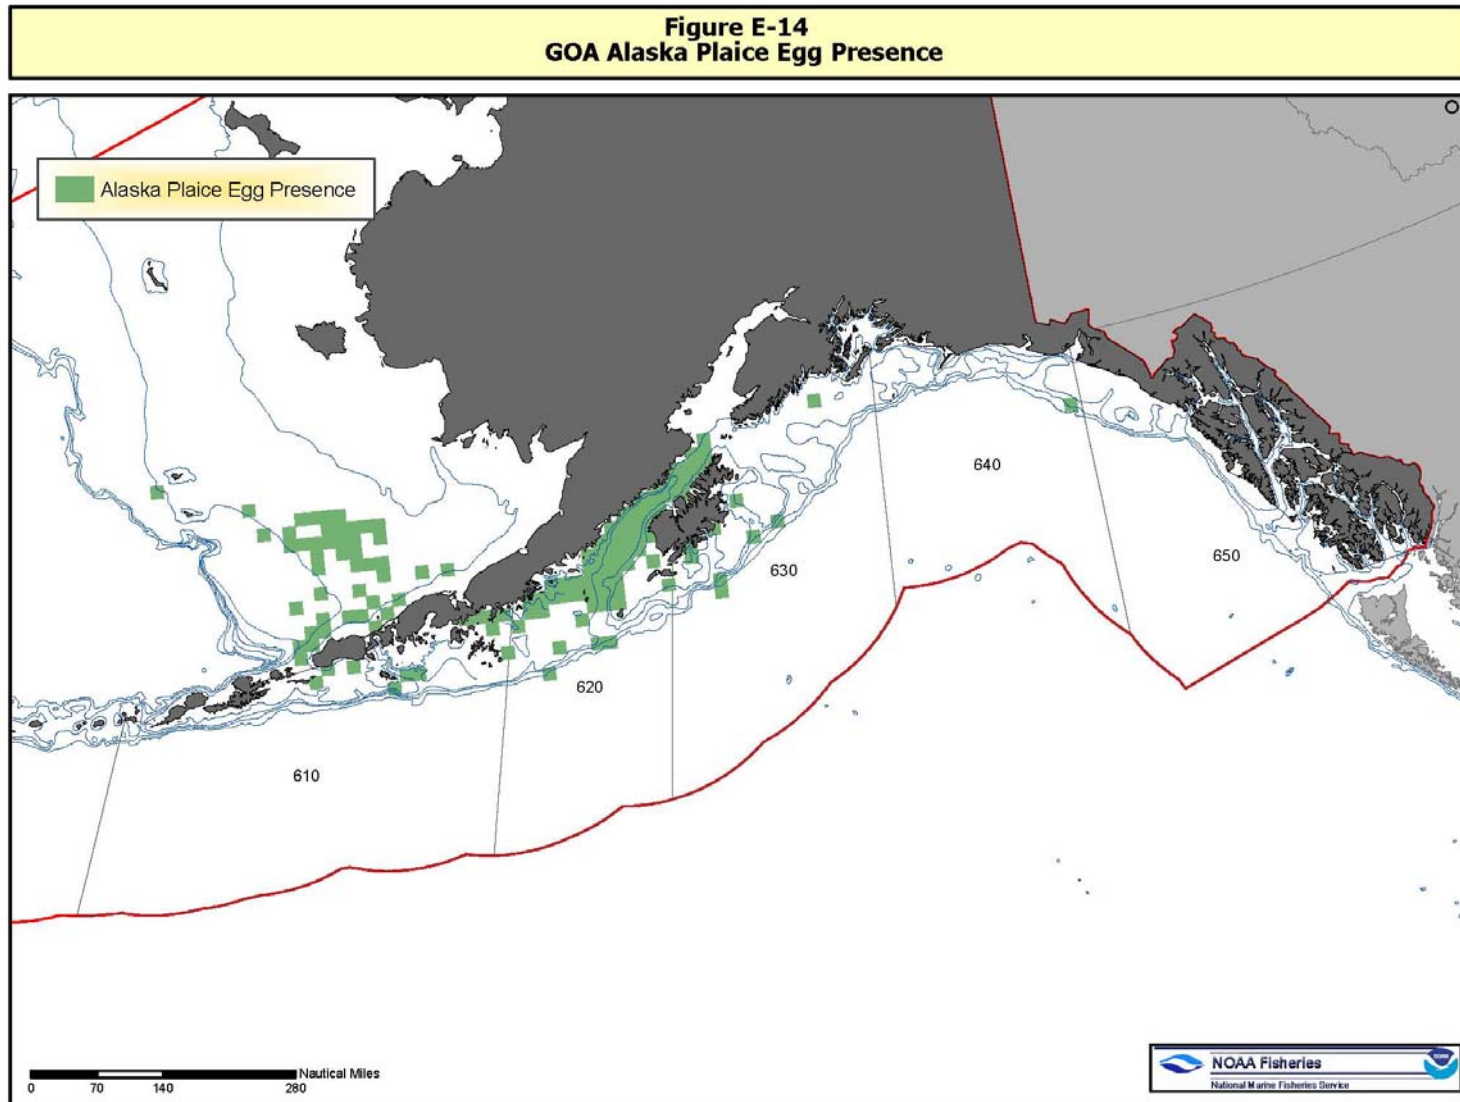 Figure E-14
GOA Alaska Plaice Egg Presence
Alaska Plaice Egg Presence
640
650
630
620
610
Nautical Miles
0 70 140 280
NOAA Fisheries
National Marine Fisheries Service